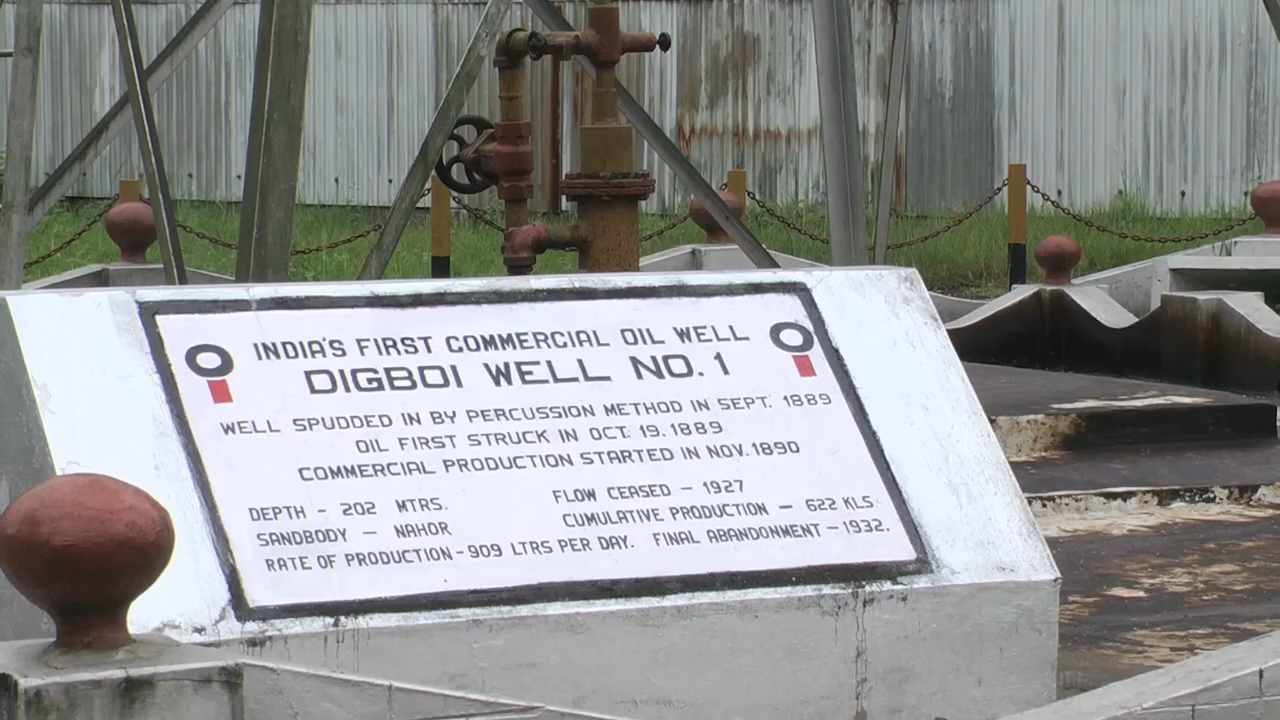 INDIA'S FIRST COMMERCIAL OIL WELL
DIGBOI WELL NO. 1
WELL SPUDDED IN BY PERCUSSION METHOD IN SEPT. 1889
OIL FIRST STRUCK IN OCT. 19. 1889
COMMERCIAL PRODUCTION STARTED IN NOV. 1890
DEPTH - 202 MTRS. FLOW CEASED - 1927
SANDBODY - NAHOR CUMULATIVE PRODUCTION - 622 KLS.
RATE OF PRODUCTION - 909 LTRS PER DAY. FINAL ABANDONMENT - 1932.